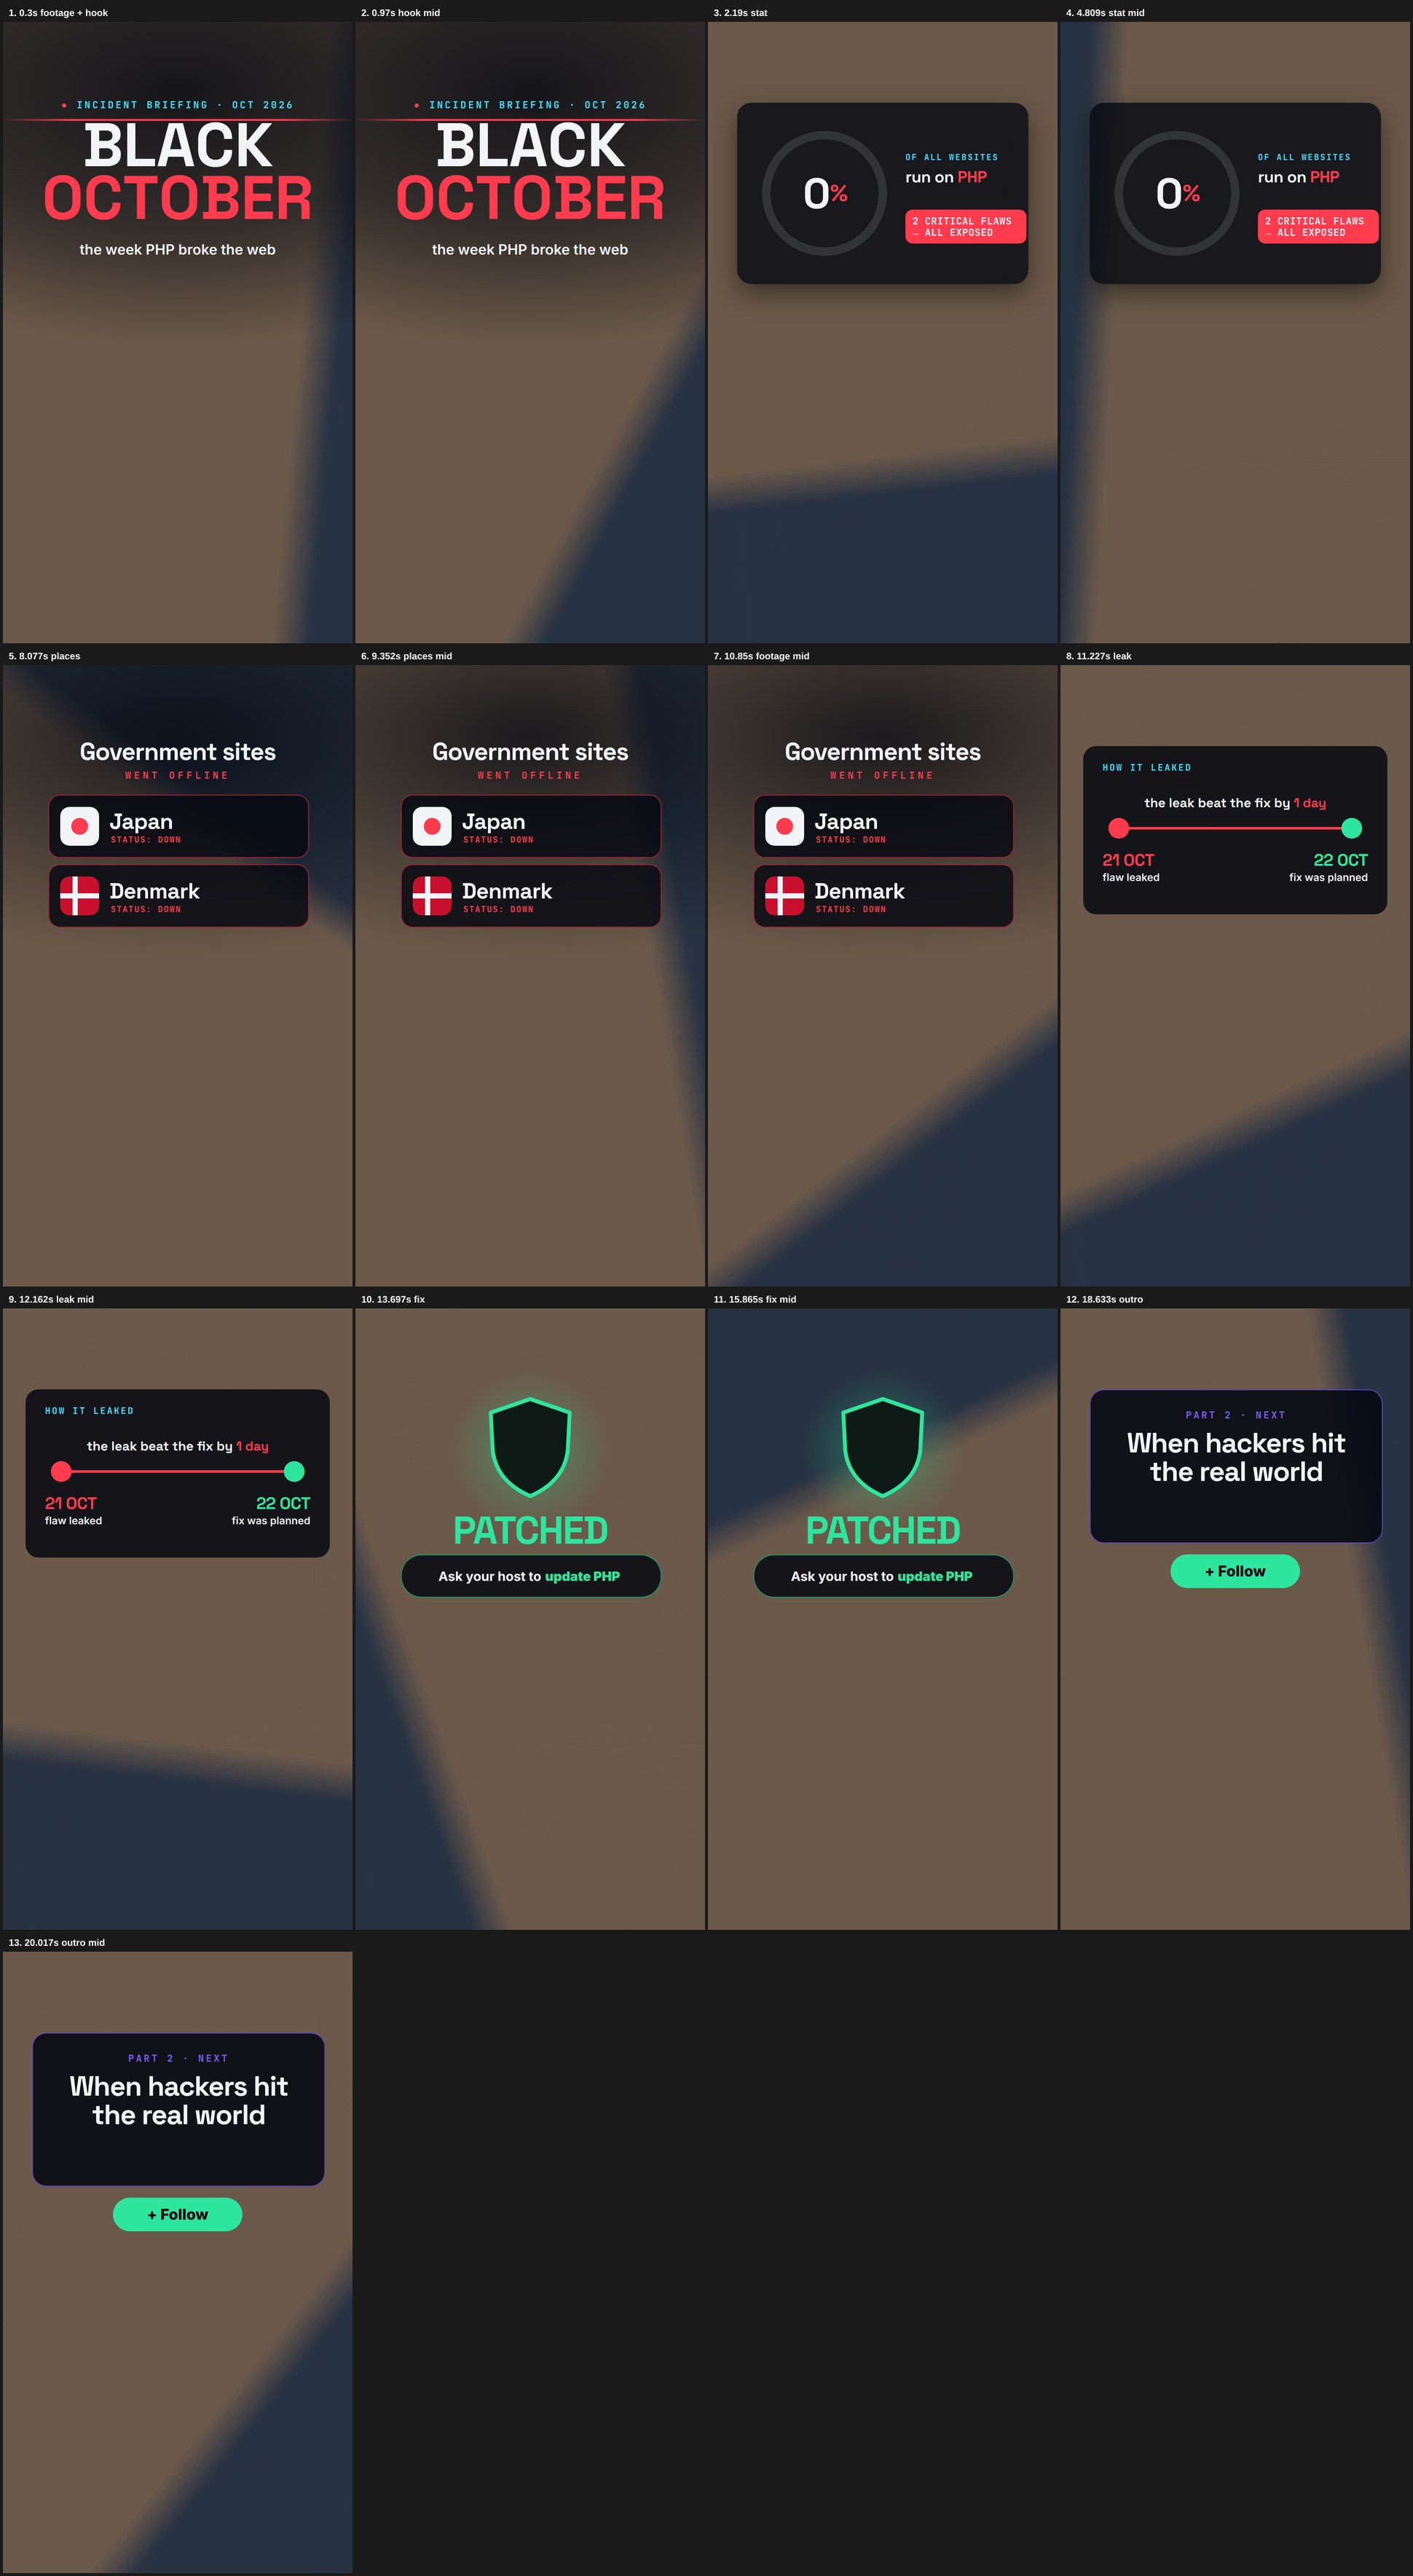 1. 0.3s footage + hook
• INCIDENT BRIEFING · OCT 2026
BLACK
OCTOBER
the week PHP broke the web
2. 0.97s hook mid
• INCIDENT BRIEFING · OCT 2026
BLACK
OCTOBER
the week PHP broke the web
3. 2.19s stat
0%
OF ALL WEBSITES
run on PHP
2 CRITICAL FLAWS
→ ALL EXPOSED
4. 4.809s stat mid
0%
OF ALL WEBSITES
run on PHP
2 CRITICAL FLAWS
→ ALL EXPOSED
5. 8.077s places
Government sites
WENT OFFLINE
Japan
STATUS: DOWN
Denmark
STATUS: DOWN
6. 9.352s places mid
Government sites
WENT OFFLINE
Japan
STATUS: DOWN
Denmark
STATUS: DOWN
7. 10.85s footage mid
Government sites
WENT OFFLINE
Japan
STATUS: DOWN
Denmark
STATUS: DOWN
8. 11.227s leak
HOW IT LEAKED
the leak beat the fix by 1 day
21 OCT
flaw leaked
22 OCT
fix was planned
9. 12.162s leak mid
HOW IT LEAKED
the leak beat the fix by 1 day
21 OCT
flaw leaked
22 OCT
fix was planned
10. 13.697s fix
PATCHED
Ask your host to update PHP
11. 15.865s fix mid
PATCHED
Ask your host to update PHP
12. 18.633s outro
PART 2 · NEXT
When hackers hit
the real world
+ Follow
13. 20.017s outro mid
PART 2 · NEXT
When hackers hit
the real world
+ Follow